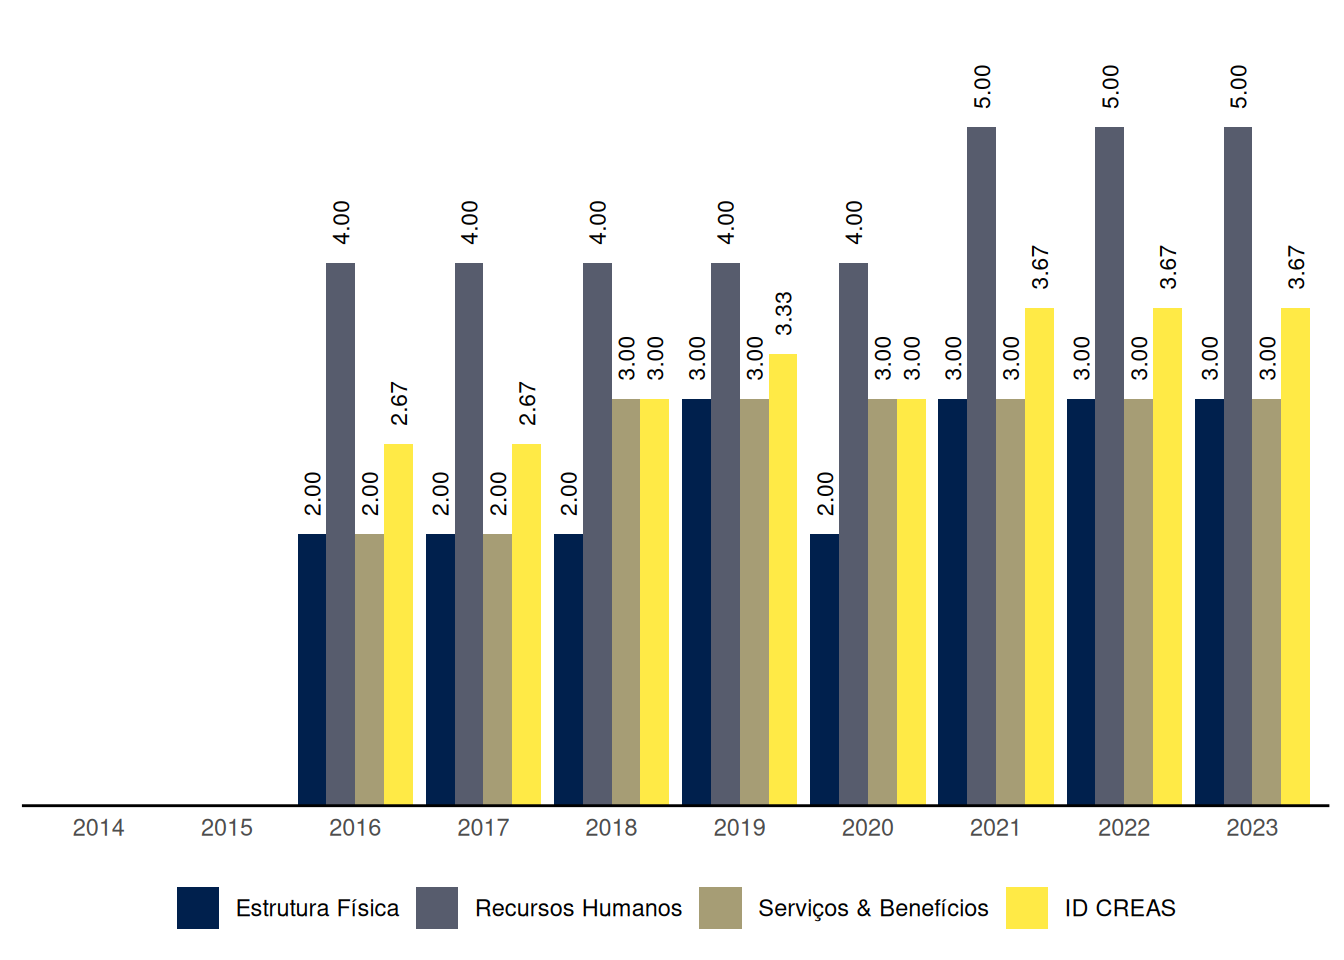 5.00 5.00 5.00
4.00 4.00 4.00 4.00 4.00
3.67 3.67 3.67
3.33
3.00 3.00 3.00 3.00 3.00 3.00 3.00 3.00 3.00 3.00 3.00 3.00
2.67 2.67
2.00 2.00 2.00 2.00 2.00 2.00
2014 2015 2016 2017 2018 2019 2020 2021 2022 2023
Estrutura Física Recursos Humanos Serviços & Benefícios ID CREAS